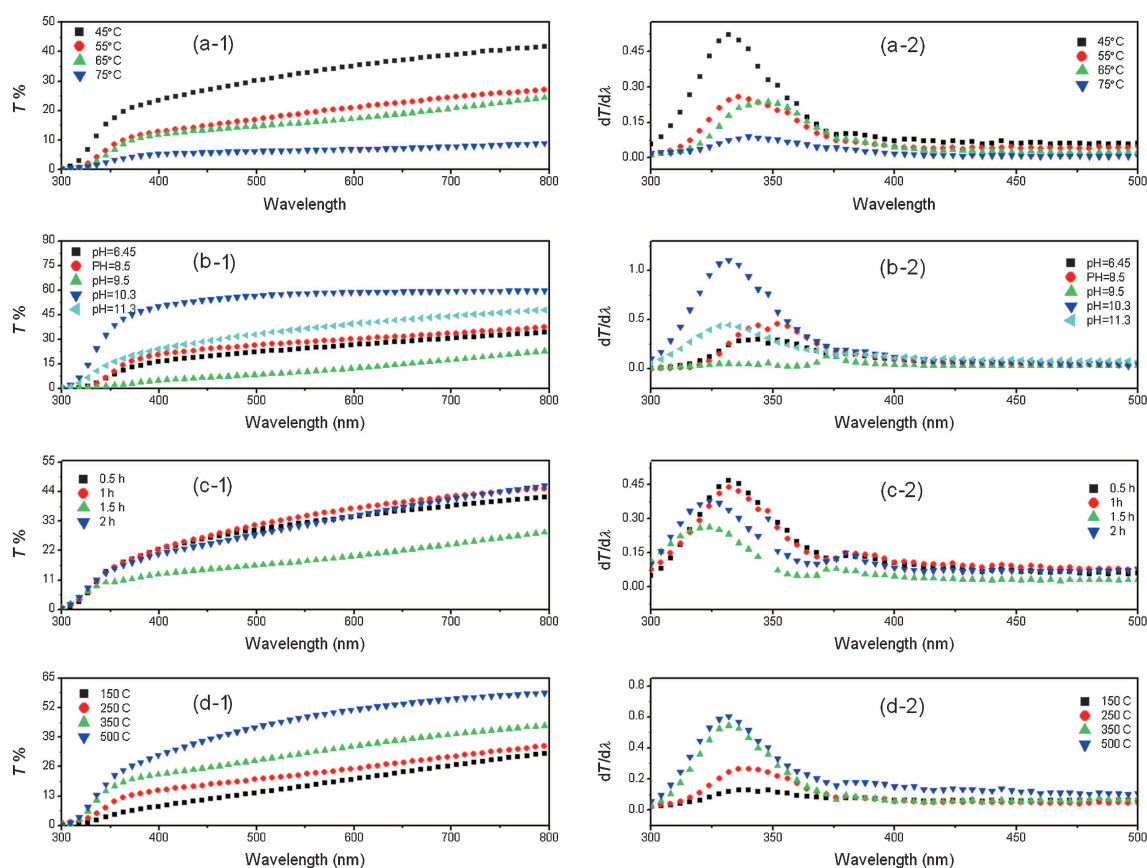 50
40
30
20
10
0
T %
45°C
55°C
65°C
75°C
(a-1)
300 400 500 600 700 800
Wavelength
0.45
0.30
0.15
0.00
dT/dλ
(a-2)
45°C
55°C
65°C
75°C
300 350 400 450 500
Wavelength
90
75
60
45
30
15
0
T %
pH=6.45
PH=8.5
pH=9.5
pH=10.3
pH=11.3
(b-1)
300 400 500 600 700 800
Wavelength (nm)
1.0
0.5
0.0
dT/dλ
(b-2)
pH=6.45
PH=8.5
pH=8.5
pH=10.3
pH=11.3
300 350 400 450 500
Wavelength (nm)
55
44
33
22
11
0
T %
0.5 h
1 h
1.5 h
2 h
(c-1)
300 400 500 600 700 800
Wavelength (nm)
0.45
0.30
0.15
0.00
dT/dλ
(c-2)
0.5 h
1h
1.5 h
2 h
300 350 400 450 500
Wavelength (nm)
65
52
39
26
13
0
T %
150 C
250 C
350 C
500 C
(d-1)
300 400 500 600 700 800
Wavelength (nm)
0.8
0.6
0.4
0.2
0.0
dT/dλ
(d-2)
150 C
250 C
350 C
500 C
300 350 400 450 500
Wavelength (nm)